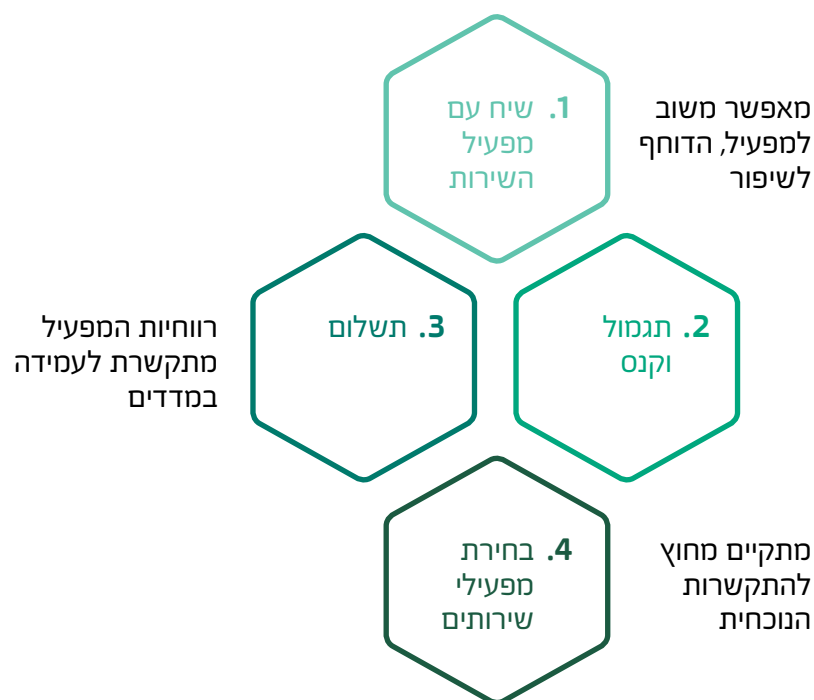 1. שיח עם
מפעיל
השירות
מאפשר משוב
למפעיל, הדוחף
לשיפור
2. תגמול
וקנס
3. תשלום
רווחיות המפעיל
מתקשרת לעמידה
במדדים
4. בחירת
מפעילי
שירותים
מתקיים מחוץ
להתקשרות
הנוכחית